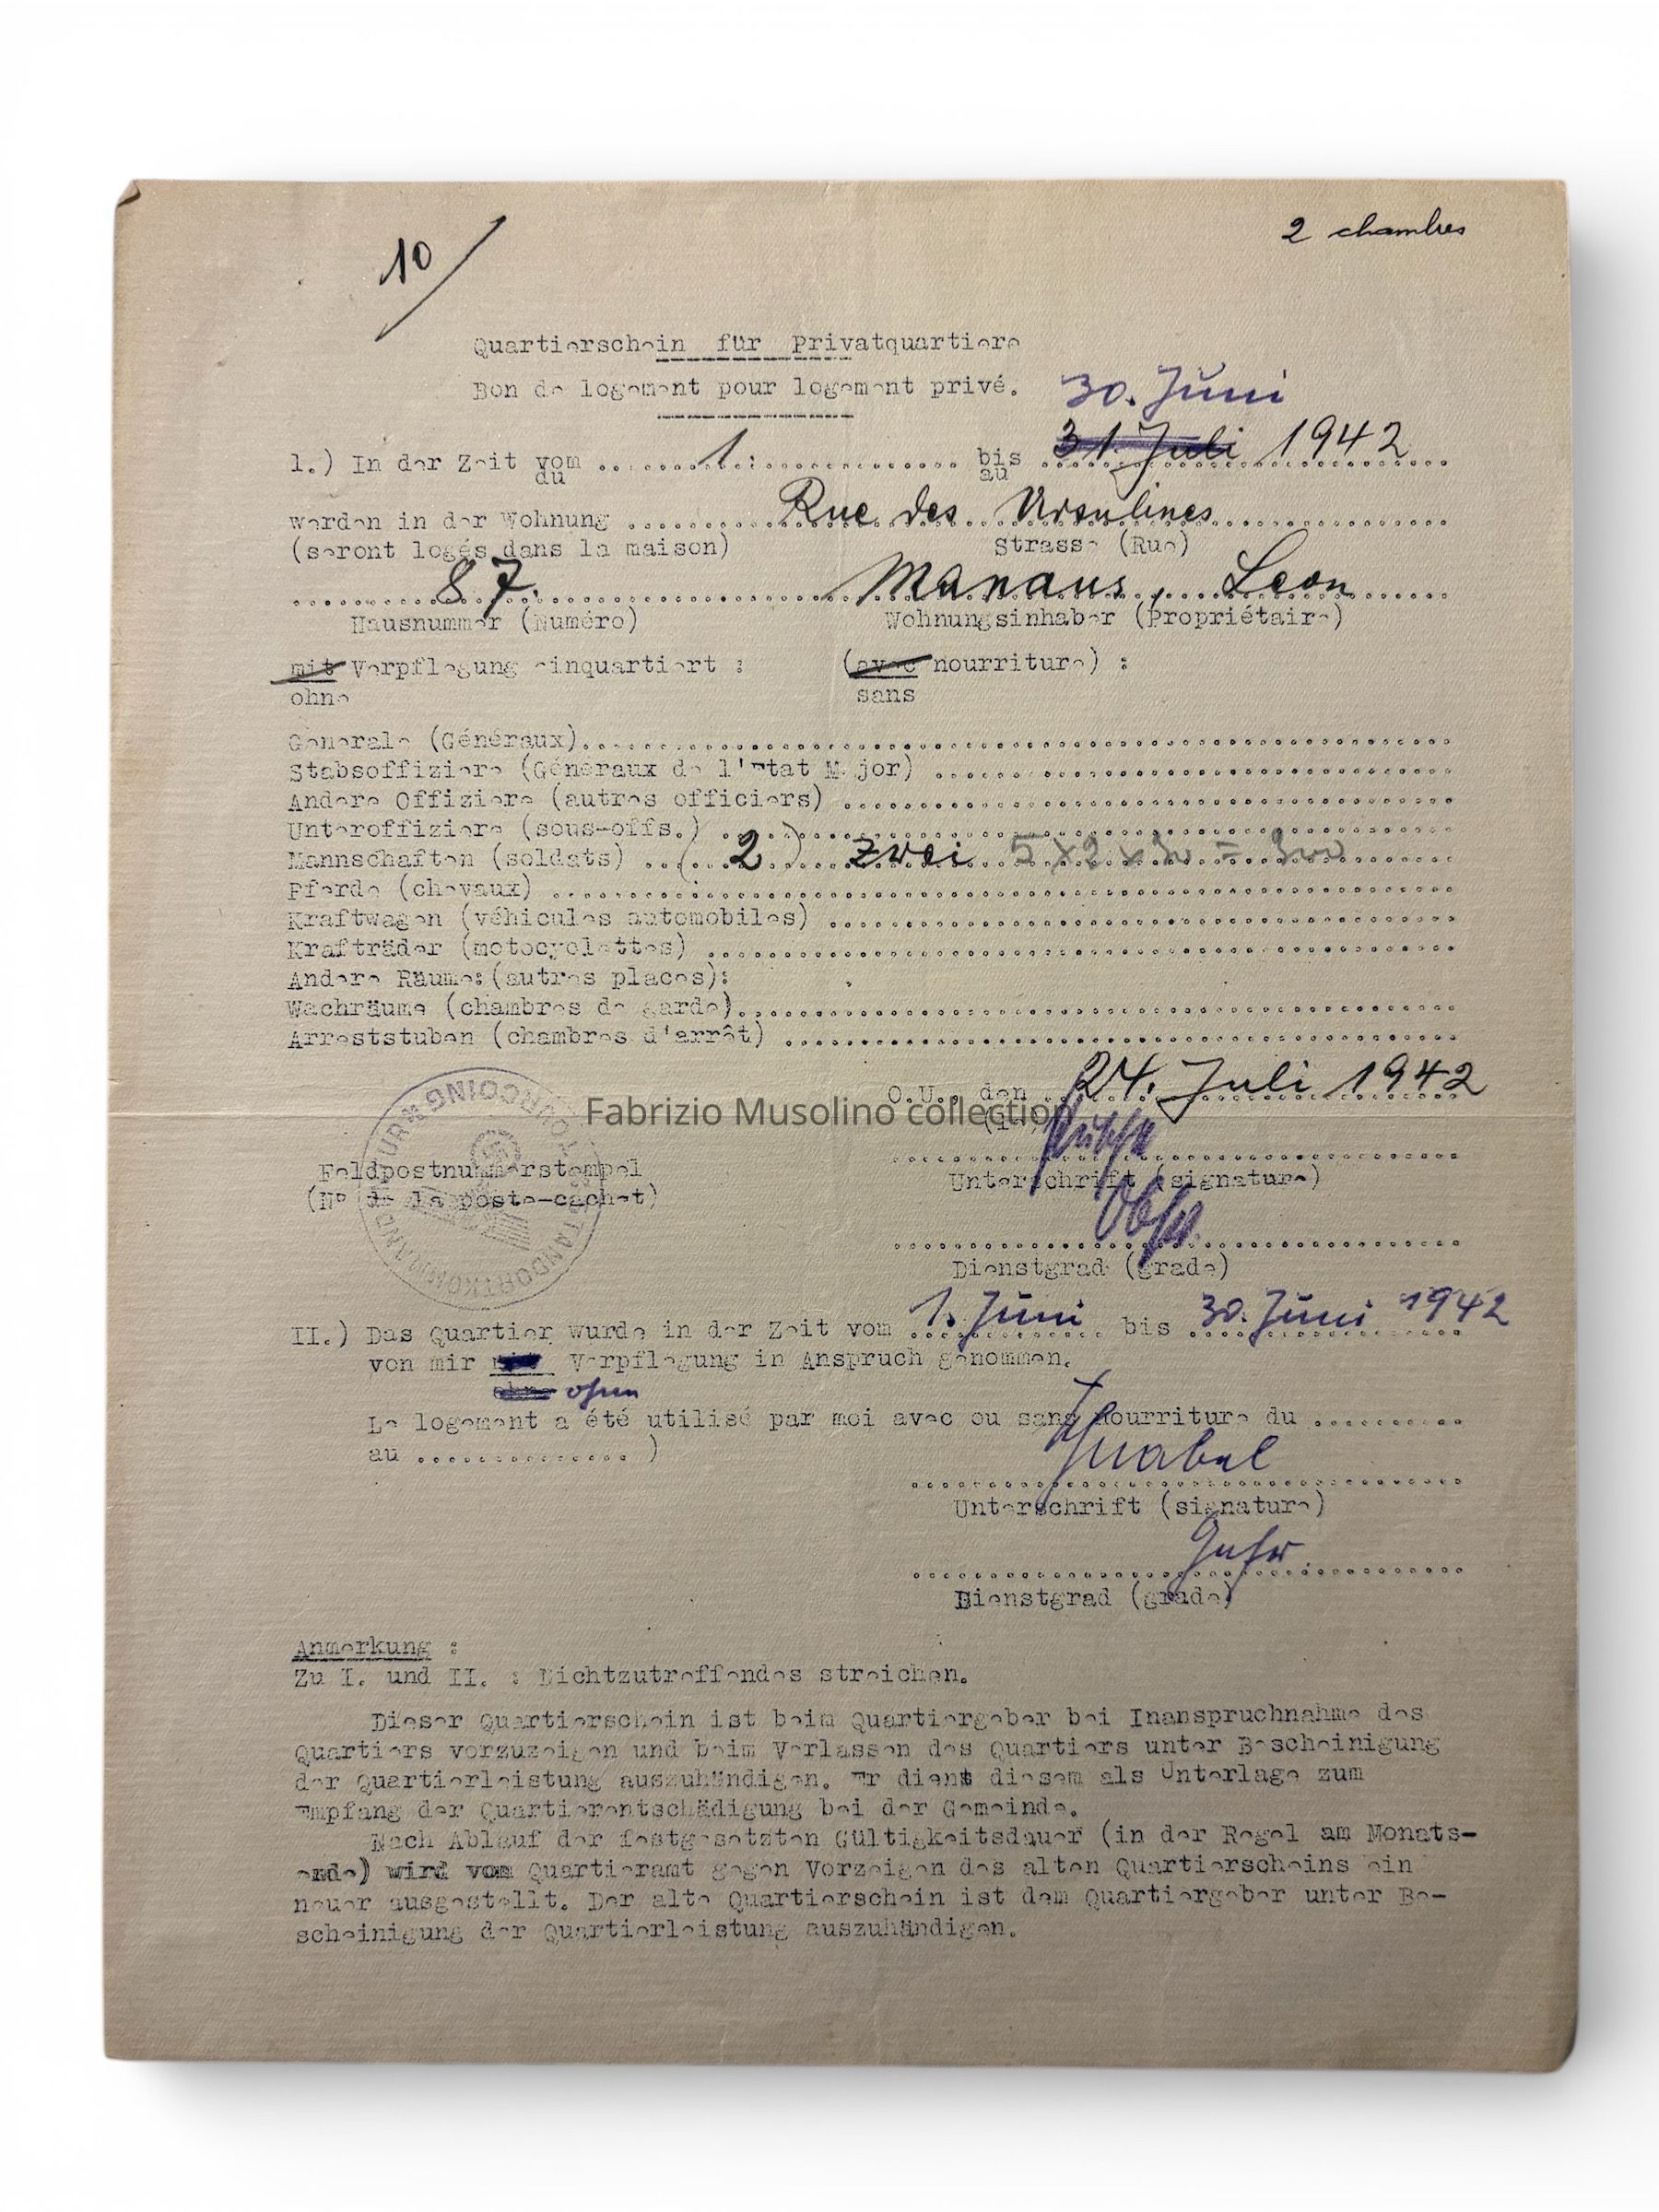 10
2 chambres
Quartierschein für Privatquartiere
Bon de logement pour logement privé.
30. Juni
1.) In der Zeit vom 1. bis 31. Juli 1942
du au
werden in der Wohnung Rue des Ursulines
(seront logés dans la maison) Strasse (Rue)
87. Manaus, Leon
Hausnummer (Numéro) Wohnungsinhaber (Propriétaire)
mit Verpflegung einquartiert : (avec nourriture) :
ohne sans
Generale (Généraux)
Stabsoffiziere (Généraux de l'Etat Major)
Andere Offiziere (autres officiers)
Unteroffiziere (sous-offs.)
Mannschaften (soldats) (2) zwei 5 x 2 x 30 = 300
Pferde (chevaux)
Kraftwagen (véhicules automobiles)
Krafträder (motocyclettes)
Andere Räume:(autres places):
Wachräume (chambres de garde)
Arreststuben (chambres d'arrêt)
O.U., den 24. Juli 1942
Fabrizio Musolino collection
STANDORTKOMMANDANTUR TOURCOING
Feldpostnummerstempel
(N° de la poste-cachet)
Unterschrift (signature)
Dienstgrad (grade)
II.) Das Quartier wurde in der Zeit vom 1. Juni bis 30. Juni 1942
von mir Verpflegung in Anspruch genommen.
ohne ohne
Le logement a été utilisé par moi avec ou sans nourriture du
au )
Unterschrift (signature)
Gefr.
Dienstgrad (grade)
Anmerkung :
Zu I. und II. : Nichtzutreffendes streichen.
Dieser Quartierschein ist beim Quartiergeber bei Inanspruchnahme des
Quartiers vorzuzeigen und beim Verlassen des Quartiers unter Bescheinigung
der Quartierleistung auszuhändigen. Er dient diesem als Unterlage zum
Empfang der Quartierentschädigung bei der Gemeinde.
Nach Ablauf der festgesetzten Gültigkeitsdauer (in der Regel am Monats-
ende) wird vom Quartieramt gegen Vorzeigen des alten Quartierscheins ein
neuer ausgestellt. Der alte Quartierschein ist dem Quartiergeber unter Be-
scheinigung der Quartierleistung auszuhändigen.